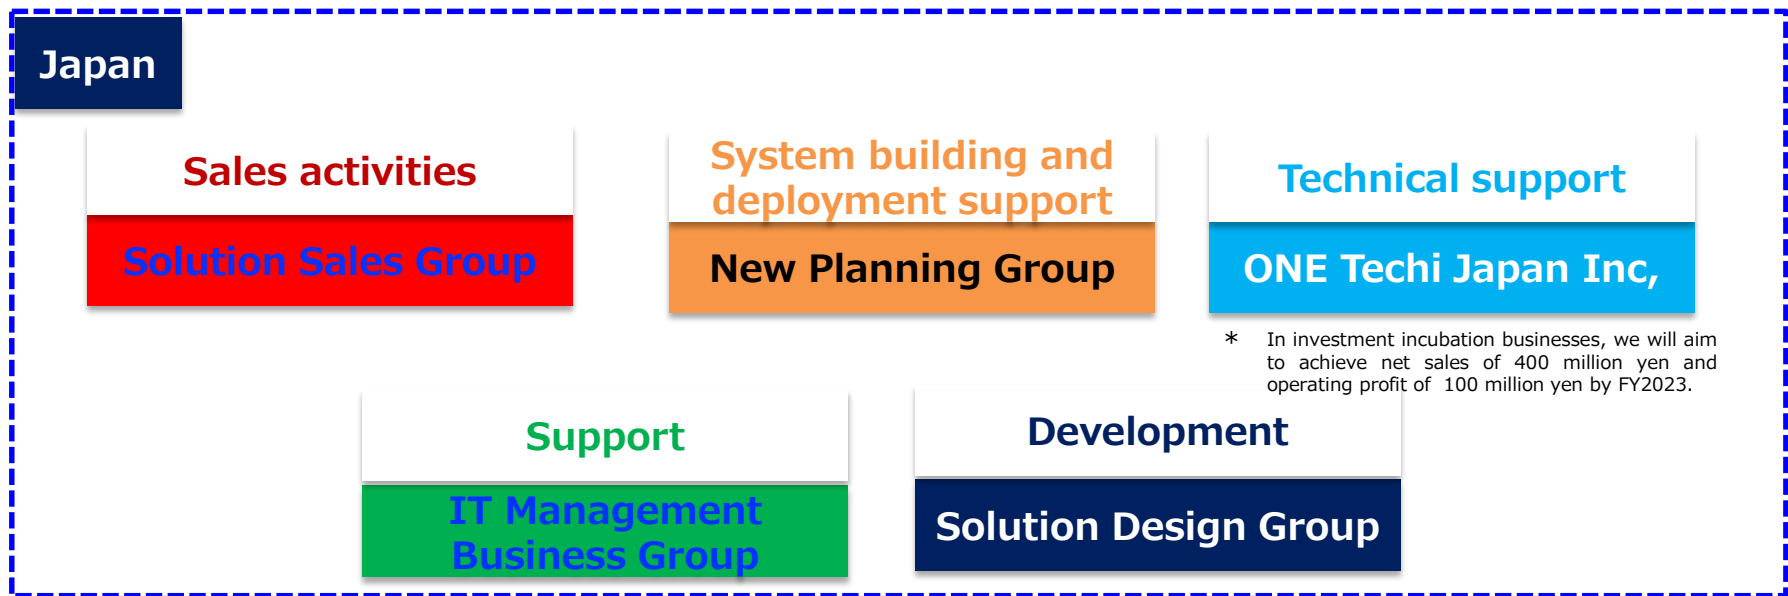 Japan
Sales activities
Solution Sales Group
System building and
deployment support
New Planning Group
Technical support
ONE Techi Japan Inc,
* In investment incubation businesses, we will aim
to achieve net sales of 400 million yen and
operating profit of 100 million yen by FY2023.
Support
IT Management
Business Group
Development
Solution Design Group